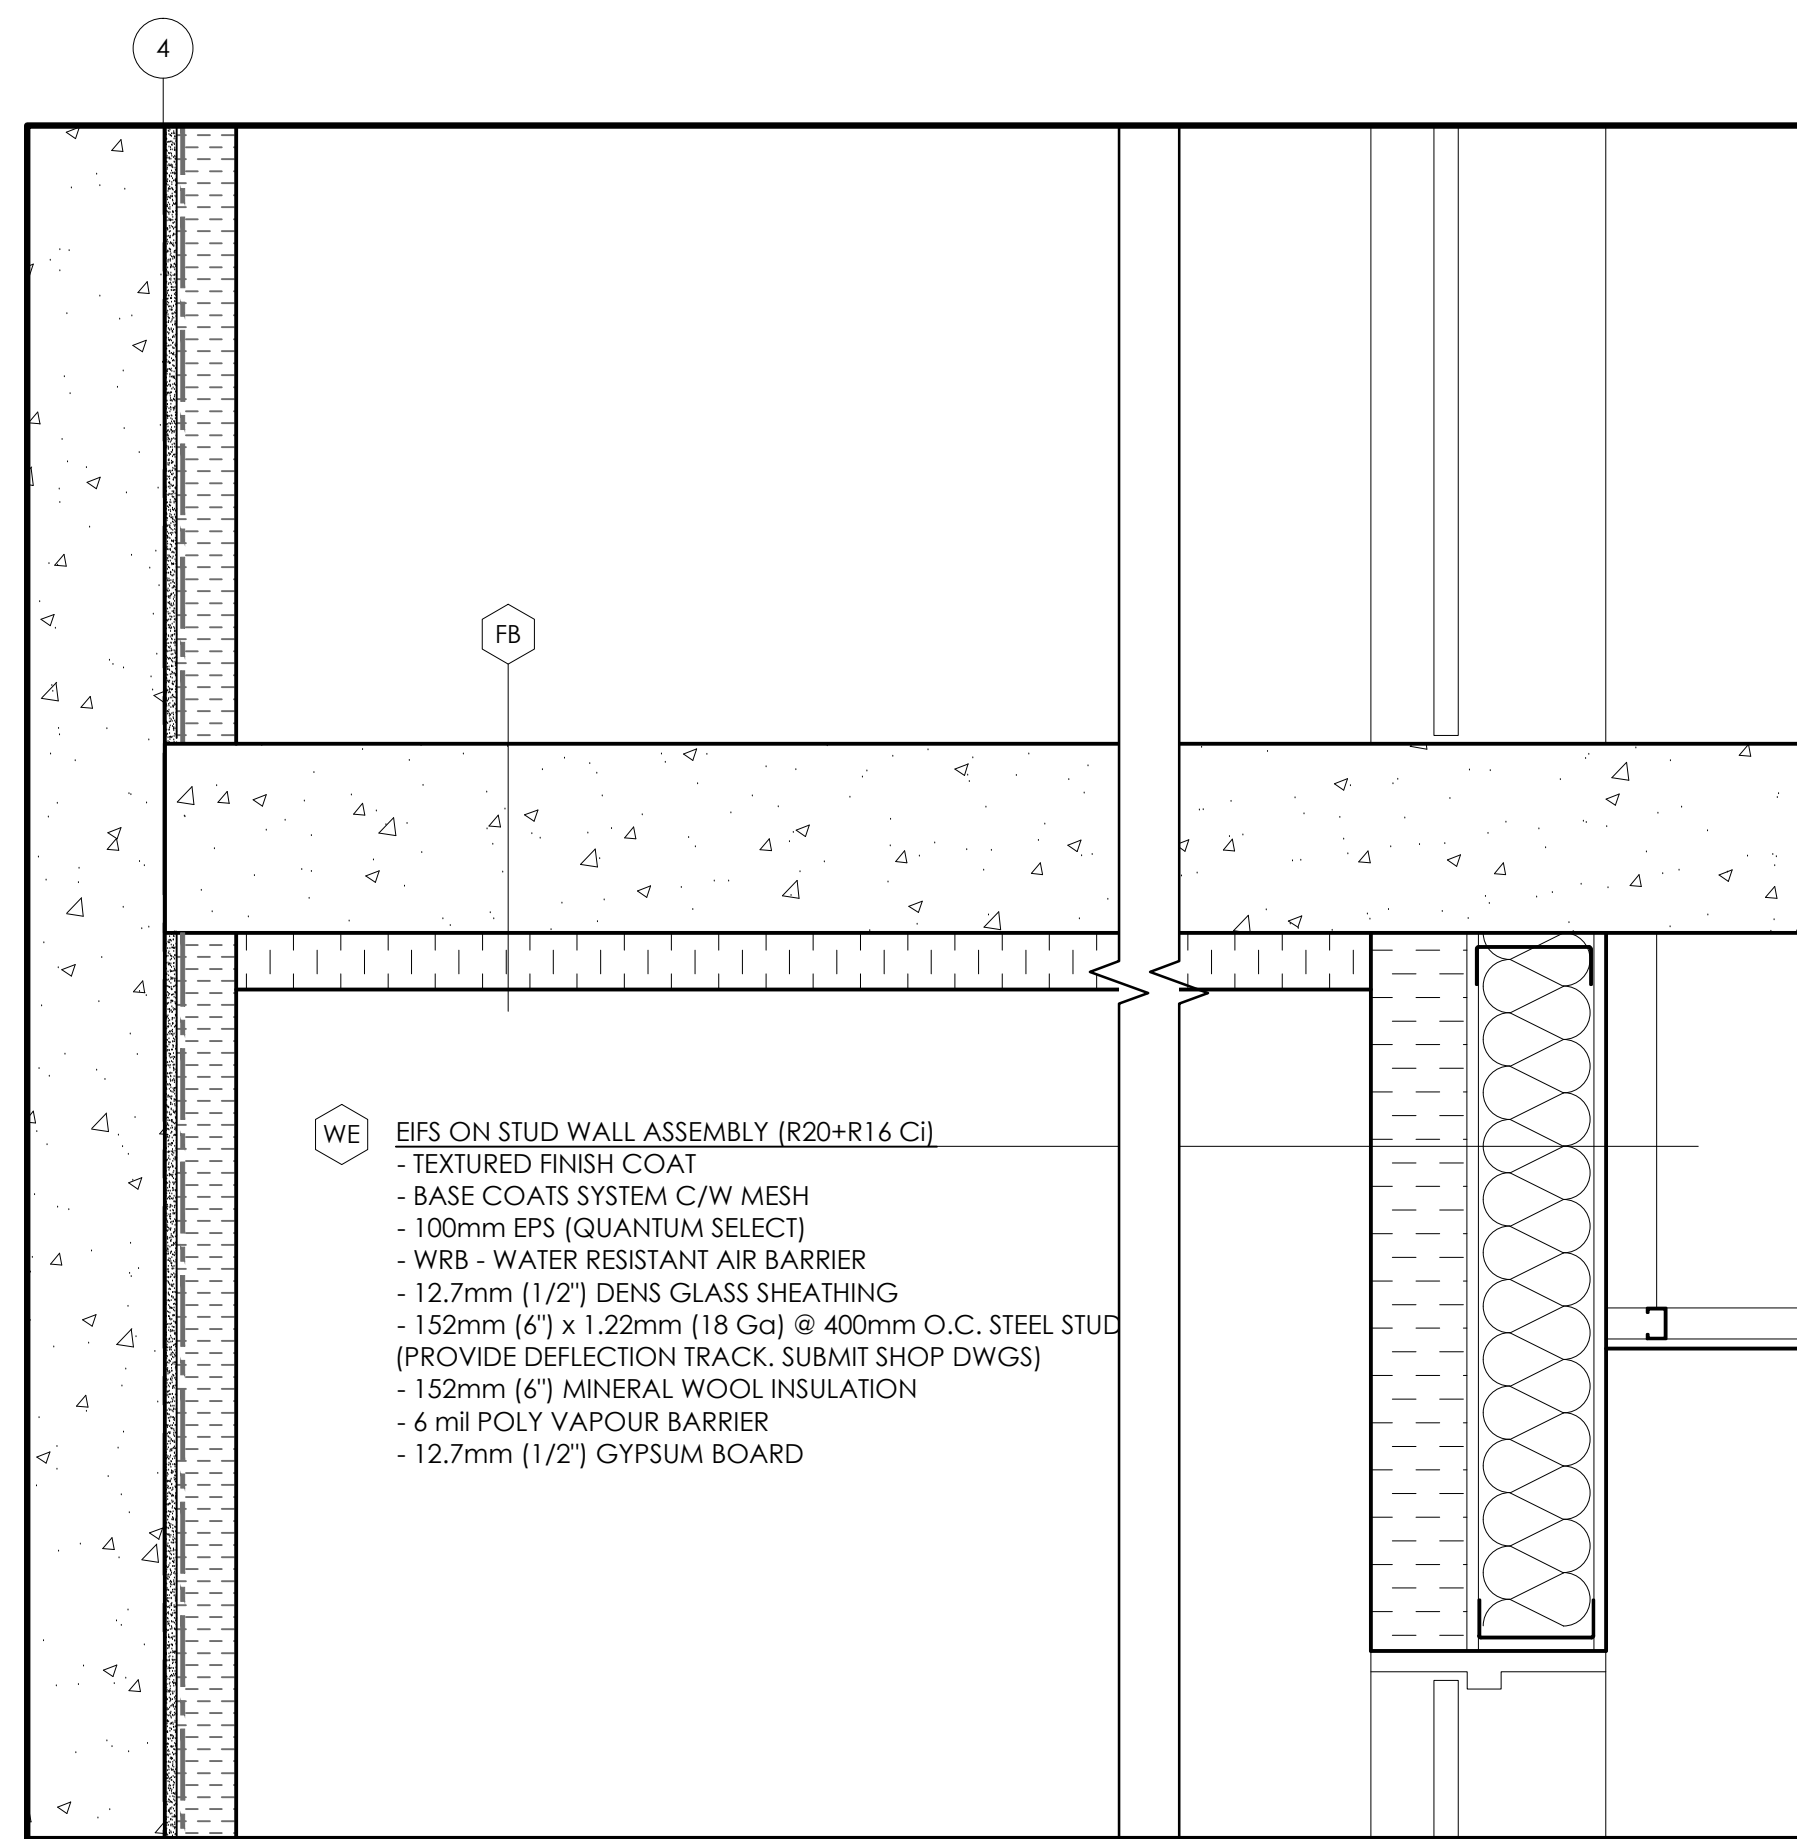 4
FB
WE
EIFS ON STUD WALL ASSEMBLY (R20+R16 Ci)
- TEXTURED FINISH COAT
- BASE COATS SYSTEM C/W MESH
- 100mm EPS (QUANTUM SELECT)
- WRB - WATER RESISTANT AIR BARRIER
- 12.7mm (1/2") DENS GLASS SHEATHING
- 152mm (6") x 1.22mm (18 Ga) @ 400mm O.C. STEEL STUD
(PROVIDE DEFLECTION TRACK. SUBMIT SHOP DWGS)
- 152mm (6") MINERAL WOOL INSULATION
- 6 mil POLY VAPOUR BARRIER
- 12.7mm (1/2") GYPSUM BOARD